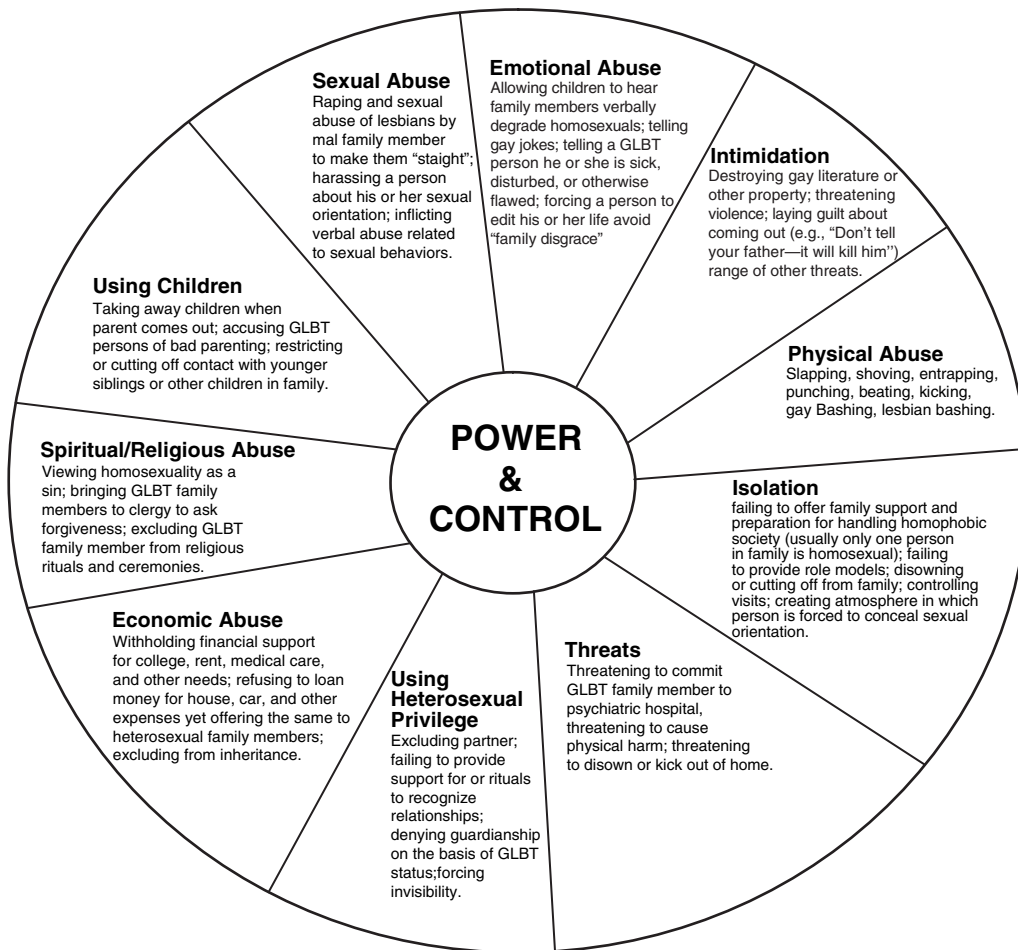 Sexual Abuse
Raping and sexual
abuse of lesbians by
mal family member
to make them “staight”;
harassing a person
about his or her sexual
orientation; inflicting
verbal abuse related
to sexual behaviors.
Emotional Abuse
Allowing children to hear
family members verbally
degrade homosexuals; telling
gay jokes; telling a GLBT
person he or she is sick,
disturbed, or otherwise
flawed; forcing a person to
edit his or her life avoid
“family disgrace”
Intimidation
Destroying gay literature or
other property; threatening
violence; laying guilt about
coming out (e.g., “Don’t tell
your father—it will kill him’’)
range of other threats.
Physical Abuse
Slapping, shoving, entrapping,
punching, beating, kicking,
gay Bashing, lesbian bashing.
Isolation
failing to offer family support and
preparation for handling homophobic
society (usually only one person
in family is homosexual); failing
to provide role models; disowning
or cutting off from family; controlling
visits; creating atmosphere in which
person is forced to conceal sexual
orientation.
Threats
Threatening to commit
GLBT family member to
psychiatric hospital,
threatening to cause
physical harm; threatening
to disown or kick out of home.
Using
Heterosexual
Privilege
Excluding partner;
failing to provide
support for or rituals
to recognize
relationships;
denying guardianship
on the basis of GLBT
status;forcing
invisibility.
Economic Abuse
Withholding financial support
for college, rent, medical care,
and other needs; refusing to loan
money for house, car, and other
expenses yet offering the same to
heterosexual family members;
excluding from inheritance.
Spiritual/Religious Abuse
Viewing homosexuality as a
sin; bringing GLBT family
members to clergy to ask
forgiveness; excluding GLBT
family member from religious
rituals and ceremonies.
Using Children
Taking away children when
parent comes out; accusing GLBT
persons of bad parenting; restricting
or cutting off contact with younger
siblings or other children in family.
POWER
&
CONTROL